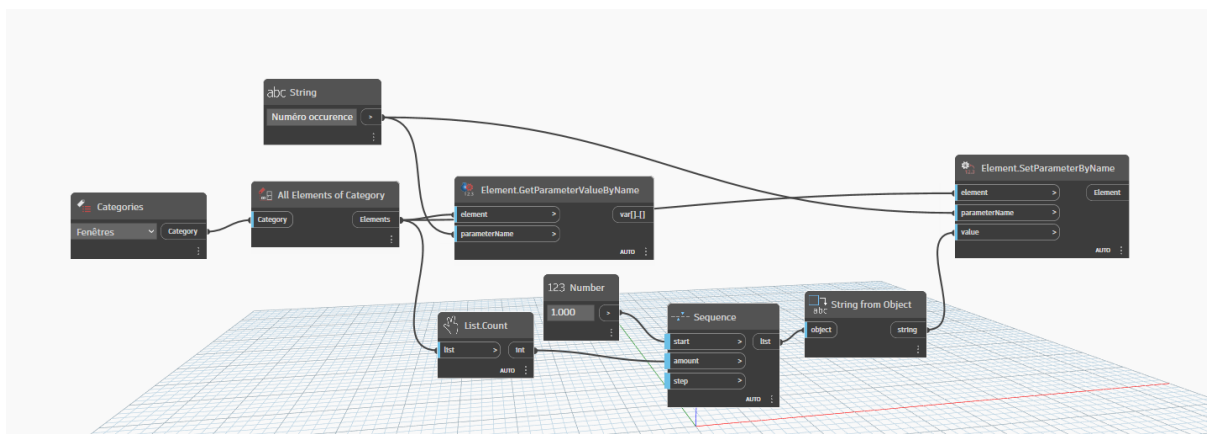 abc String
Numéro occurence >
Categories
Fenêtres Category
All Elements of Category
Category Elements
Element.GetParameterValueByName
element > var[]..[]
parameterName >
AUTO
Element.SetParameterByName
element > Element
parameterName >
value >
AUTO
List.Count
list > int
AUTO
123 Number
1.000 >
Sequence
start > list
amount >
step >
AUTO
abc
String from Object
object string